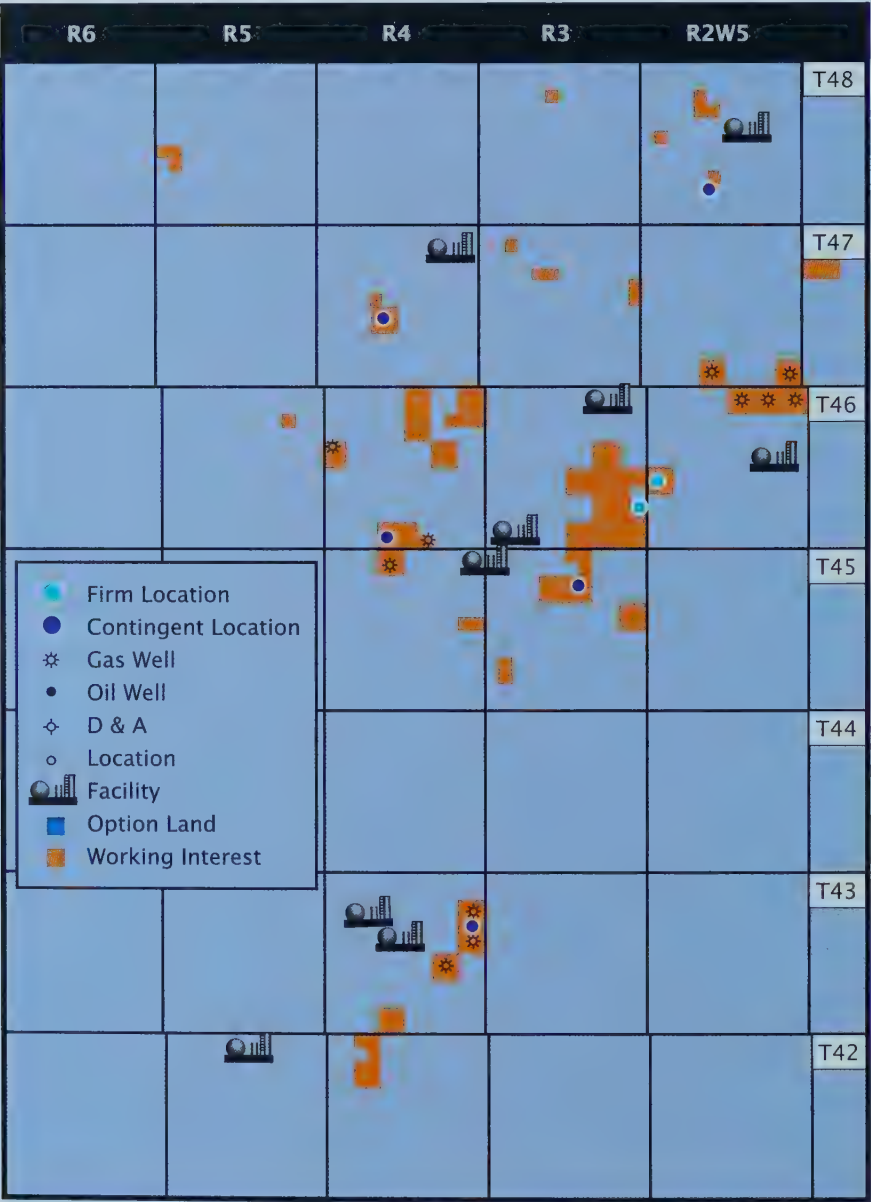 R6 R5 R4 R3 R2W5
T48
T47
T46
T45
Firm Location
Contingent Location
Gas Well
Oil Well
D & A
Location
Facility
Option Land
Working Interest
T44
T43
T42